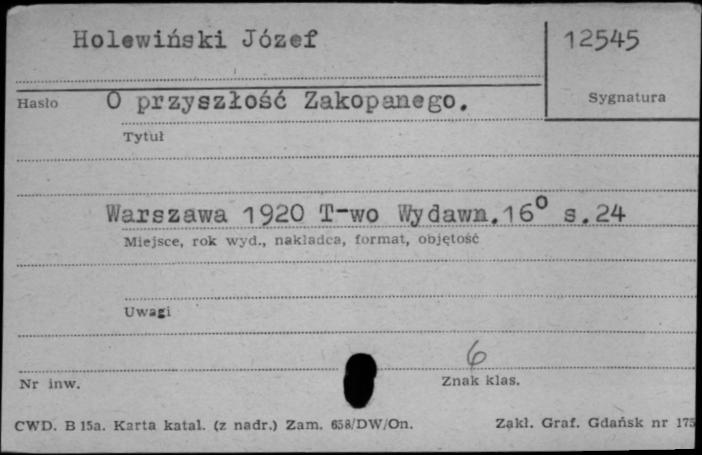 Holewiński Józef
12545
Hasło
O przyszłość Zakopanego.
Sygnatura
Tytuł
Warszawa 1920 T-wo Wydawn.16° s.24
Miejsce, rok wyd., nakładca, format, objętość
Uwagi
6
Nr inw.
Znak klas.
CWD. B 15a. Karta katal. (z nadr.) Zam. 658/DW/On.
Zakł. Graf. Gdańsk nr 175